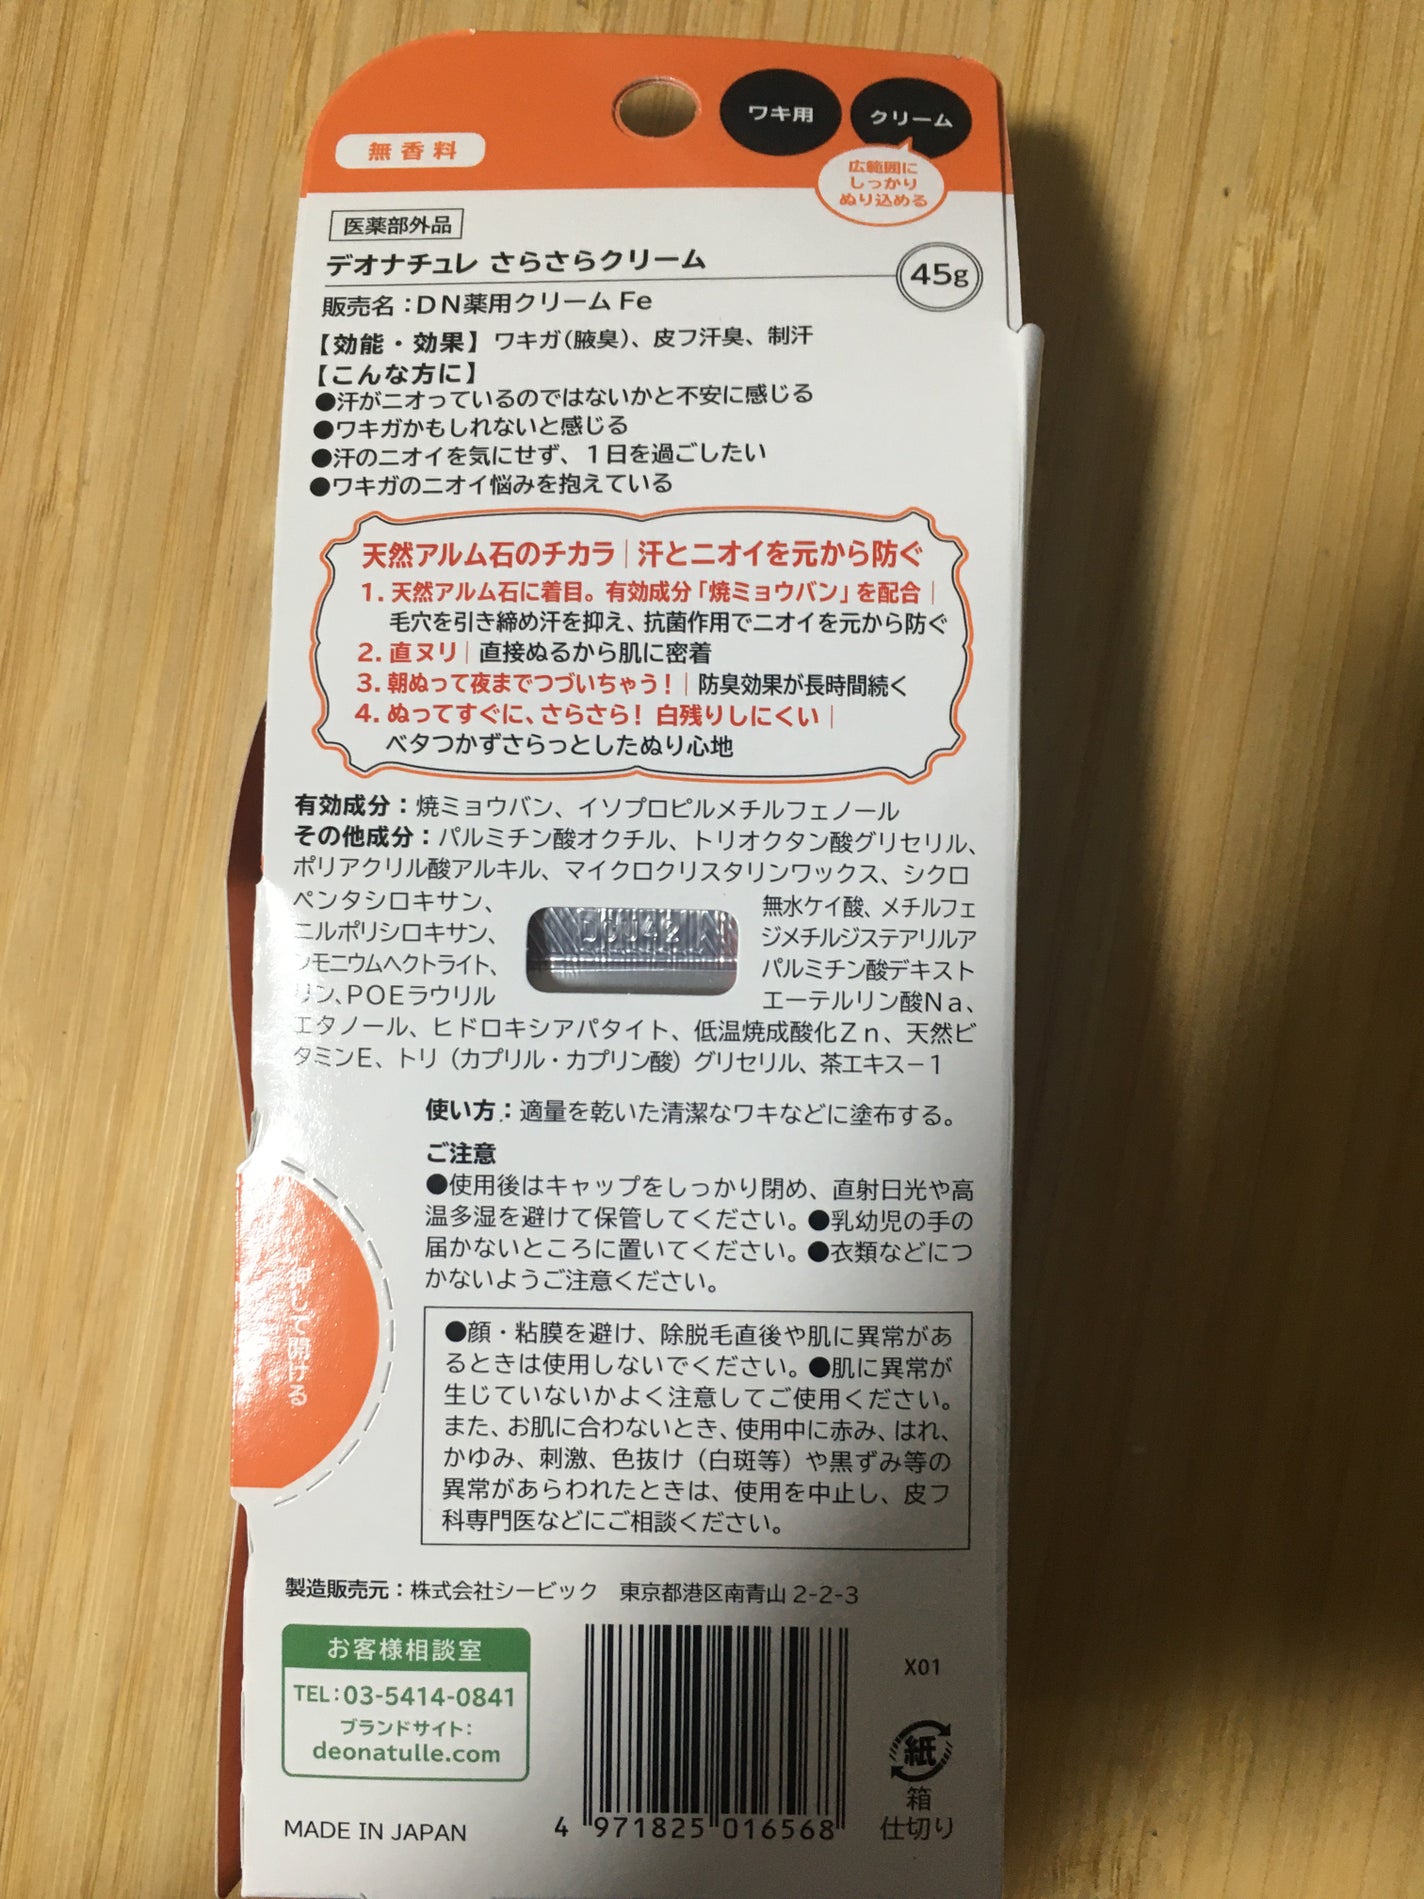 無香料
ワキ用
クリーム
広範囲に
しっかり
ぬり込める
医薬部外品
デオナチュレ さらさらクリーム
45g
販売名：DN薬用クリームFe
【効能・効果】ワキガ（腋臭）、皮フ汗臭、制汗
【こんな方に】
●汗がニオっているのではないかと不安に感じる
●ワキガかもしれないと感じる
●汗のニオイを気にせず、1日を過ごしたい
●ワキガのニオイ悩みを抱えている
天然アルム石のチカラ｜汗とニオイを元から防ぐ
1. 天然アルム石に着目。有効成分「焼ミョウバン」を配合｜
毛穴を引き締め汗を抑え、抗菌作用でニオイを元から防ぐ
2. 直ヌリ｜直接ぬるから肌に密着
3. 朝ぬって夜までつづいちゃう！｜防臭効果が長時間続く
4. ぬってすぐに、さらさら！白残りしにくい｜
ベタつかずさらっとしたぬり心地
有効成分：焼ミョウバン、イソプロピルメチルフェノール
その他成分：パルミチン酸オクチル、トリオクタン酸グリセリル、
ポリアクリル酸アルキル、マイクロクリスタリンワックス、シクロ
ペンタシロキサン、 無水ケイ酸、メチルフェ
ニルポリシロキサン、 ジメチルジステアリルア
ンモニウムヘクトライト、 パルミチン酸デキスト
リン、POEラウリル エーテルリン酸Na、
エタノール、ヒドロキシアパタイト、低温焼成酸化Zn、天然ビ
タミンE、トリ（カプリル・カプリン酸）グリセリル、茶エキス－1
使い方：適量を乾いた清潔なワキなどに塗布する。
ご注意
●使用後はキャップをしっかり閉め、直射日光や高
温多湿を避けて保管してください。●乳幼児の手の
届かないところに置いてください。●衣類などにつ
かないようご注意ください。
押して開ける
●顔・粘膜を避け、除脱毛直後や肌に異常があ
るときは使用しないでください。●肌に異常が
生じていないかよく注意してご使用ください。
また、お肌に合わないとき、使用中に赤み、はれ、
かゆみ、刺激、色抜け（白斑等）や黒ずみ等の
異常があらわれたときは、使用を中止し、皮フ
科専門医などにご相談ください。
製造販売元：株式会社シービック 東京都港区南青山 2-2-3
お客様相談室
TEL：03-5414-0841
ブランドサイト：
deonatulle.com
MADE IN JAPAN
4 971825 016568
X01
紙
箱
仕切り